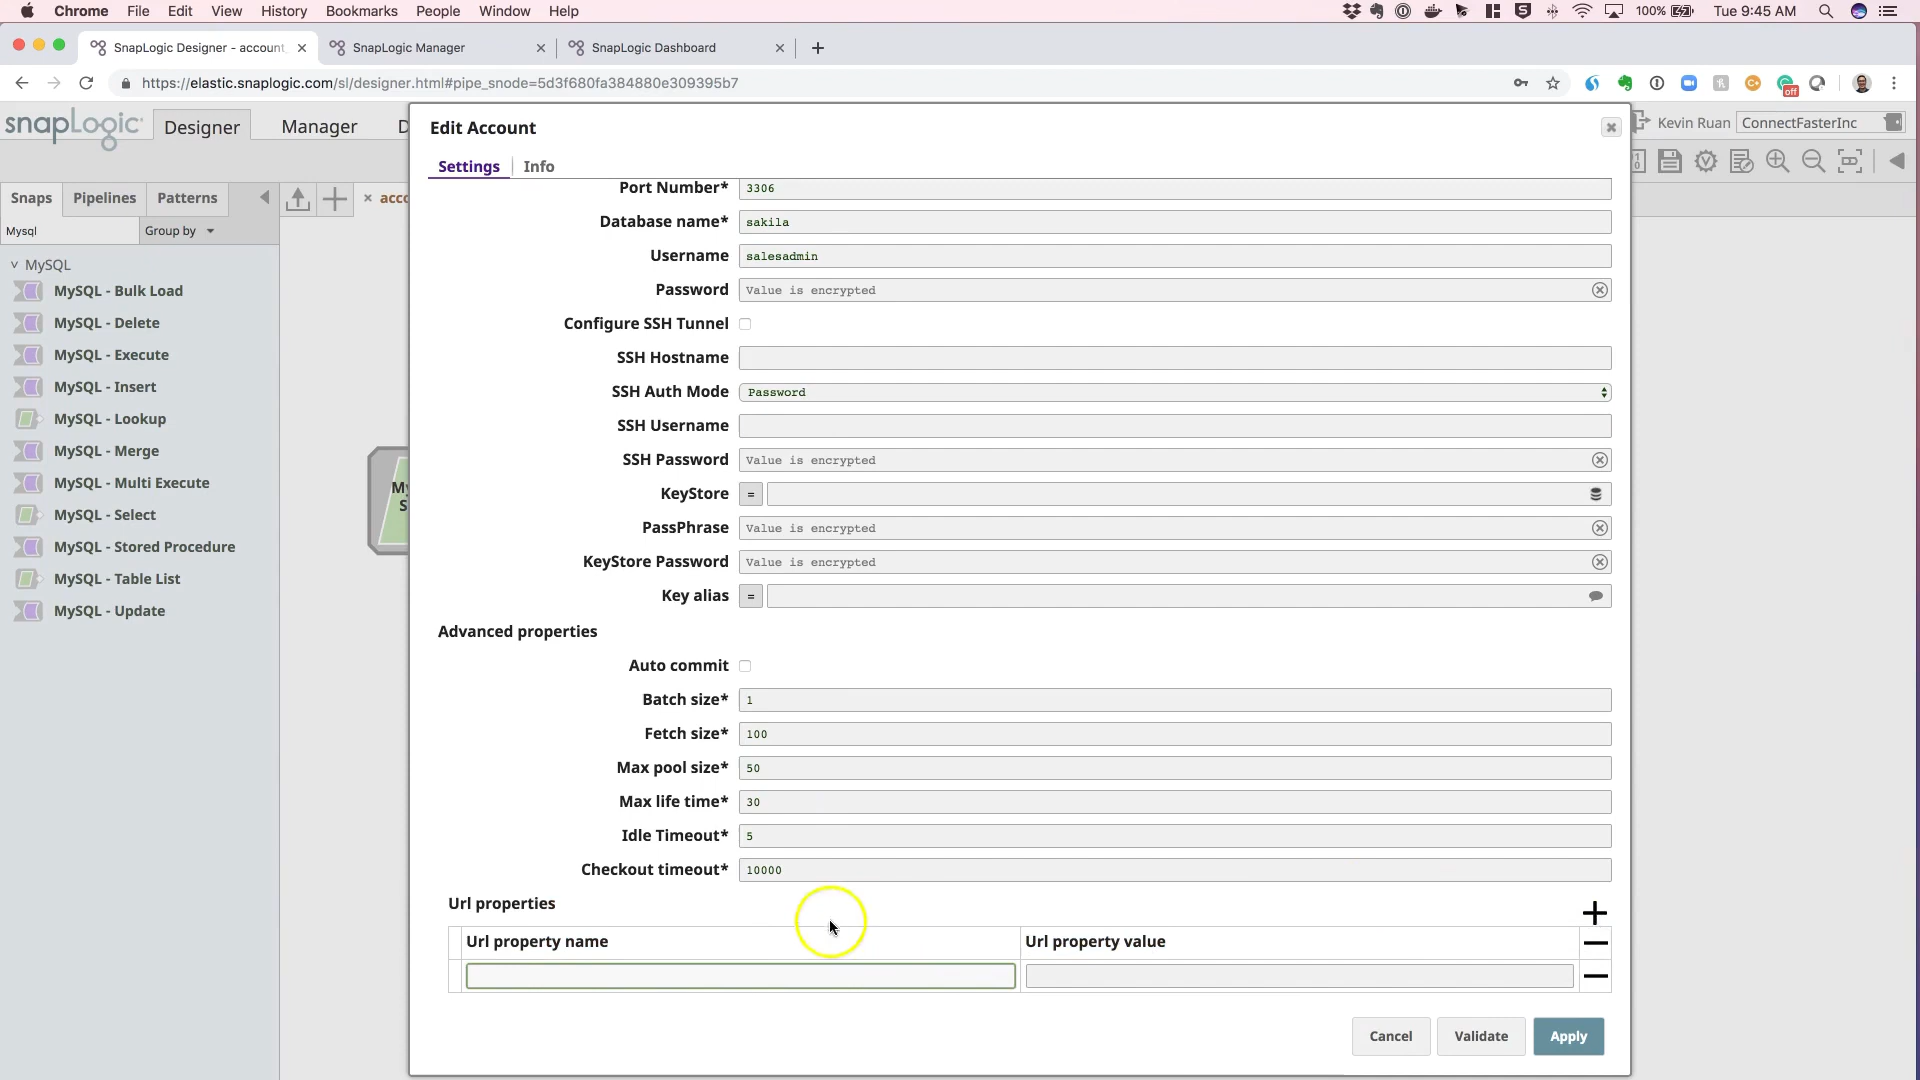 Chrome File Edit View History Bookmarks People Window Help 100% Tue 9:45 AM
SnapLogic Designer - account SnapLogic Manager SnapLogic Dashboard
https://elastic.snaplogic.com/sl/designer.html#pipe_snode=5d3f680fa384880e309395b7
off
snapLogic Designer Manager D Kevin Ruan ConnectFasterInc
Edit Account
Settings Info
Snaps Pipelines Patterns acco
Mysql Group by
MySQL
MySQL - Bulk Load
MySQL - Delete
MySQL - Execute
MySQL - Insert
MySQL - Lookup
MySQL - Merge
MySQL - Multi Execute
MySQL - Select
MySQL - Stored Procedure
MySQL - Table List
MySQL - Update
My
S
Port Number* 3306
Database name* sakila
Username salesadmin
Password Value is encrypted
Configure SSH Tunnel
SSH Hostname
SSH Auth Mode Password
SSH Username
SSH Password Value is encrypted
KeyStore =
PassPhrase Value is encrypted
KeyStore Password Value is encrypted
Key alias =
Advanced properties
Auto commit
Batch size* 1
Fetch size* 100
Max pool size* 50
Max life time* 30
Idle Timeout* 5
Checkout timeout* 10000
Url properties
Url property name Url property value
Cancel Validate Apply